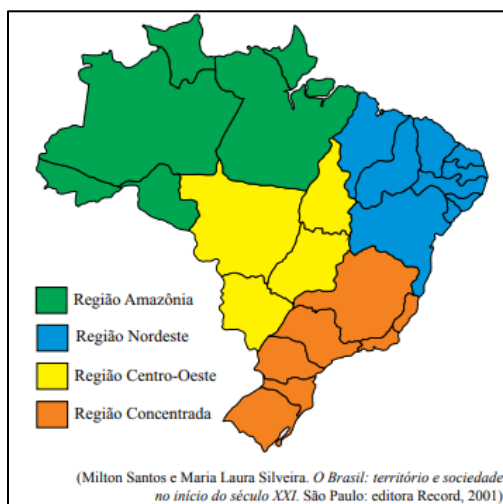 Região Amazônia
Região Nordeste
Região Centro-Oeste
Região Concentrada
(Milton Santos e Maria Laura Silveira. O Brasil: território e sociedade
no início do século XXI. São Paulo: editora Record, 2001)